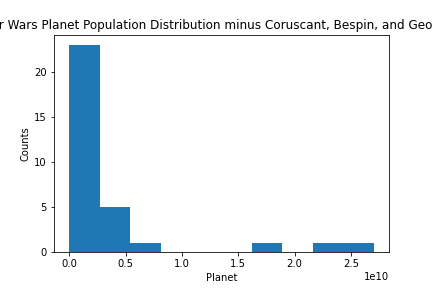 r Wars Planet Population Distribution minus Coruscant, Bespin, and Geo
20
15
10
5
0
Counts
0.0 0.5 1.0 1.5 2.0 2.5
1e10
Planet